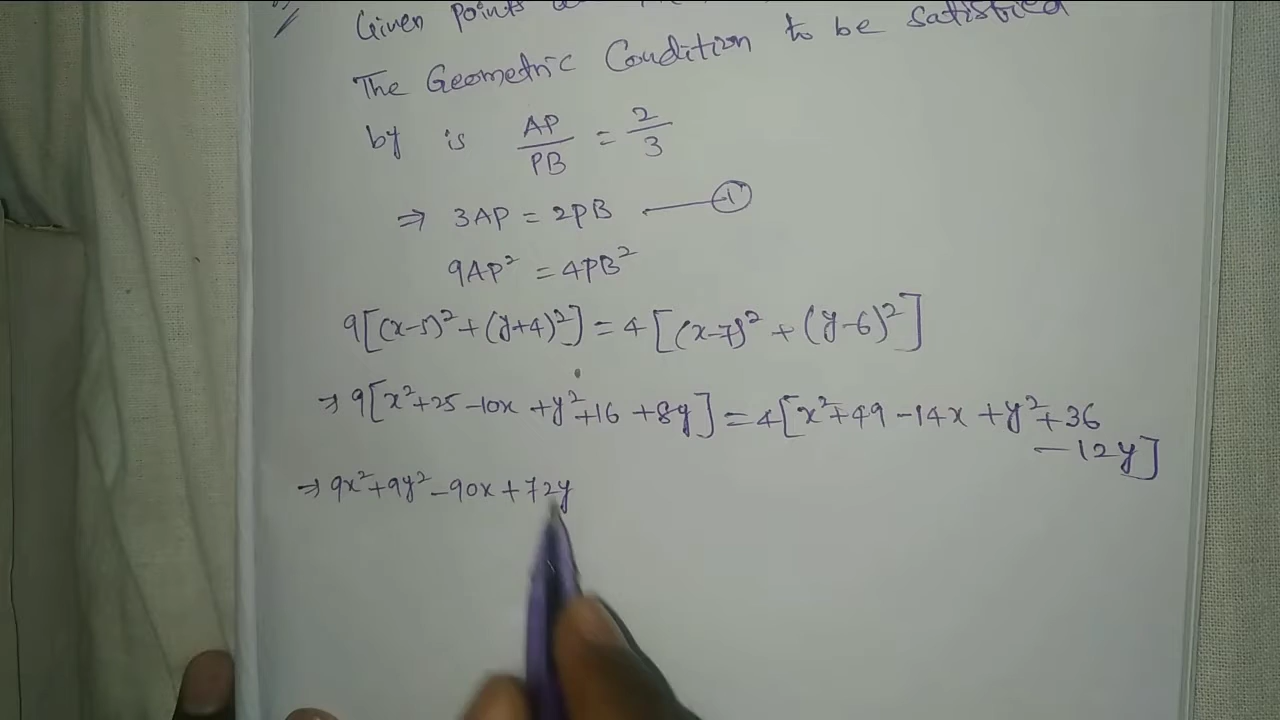 Given points
The Geometric Condition to be satisfied
by is AP/PB = 2/3
⇒ 3AP = 2PB —— ①
9AP² = 4PB²
9[(x-5)² + (y+4)²] = 4[(x-7)² + (y-6)²]
⇒ 9[x²+25 -10x + y²+16 +8y] = 4[x²+49 -14x + y²+36
-12y]
⇒ 9x²+9y² -90x +72y